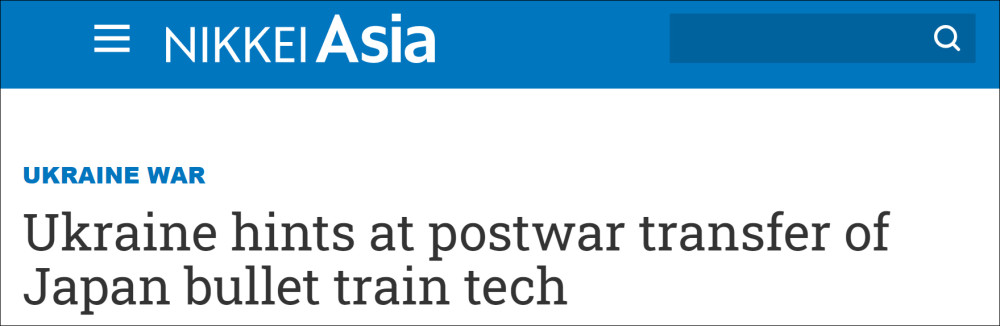 NIKKEI Asia
UKRAINE WAR
Ukraine hints at postwar transfer of
Japan bullet train tech